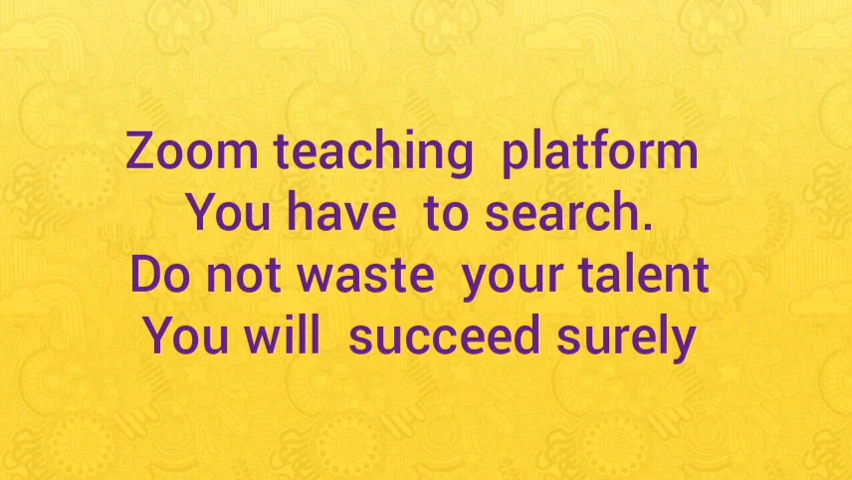 Zoom teaching platform
You have to search.
Do not waste your talent
You will succeed surely